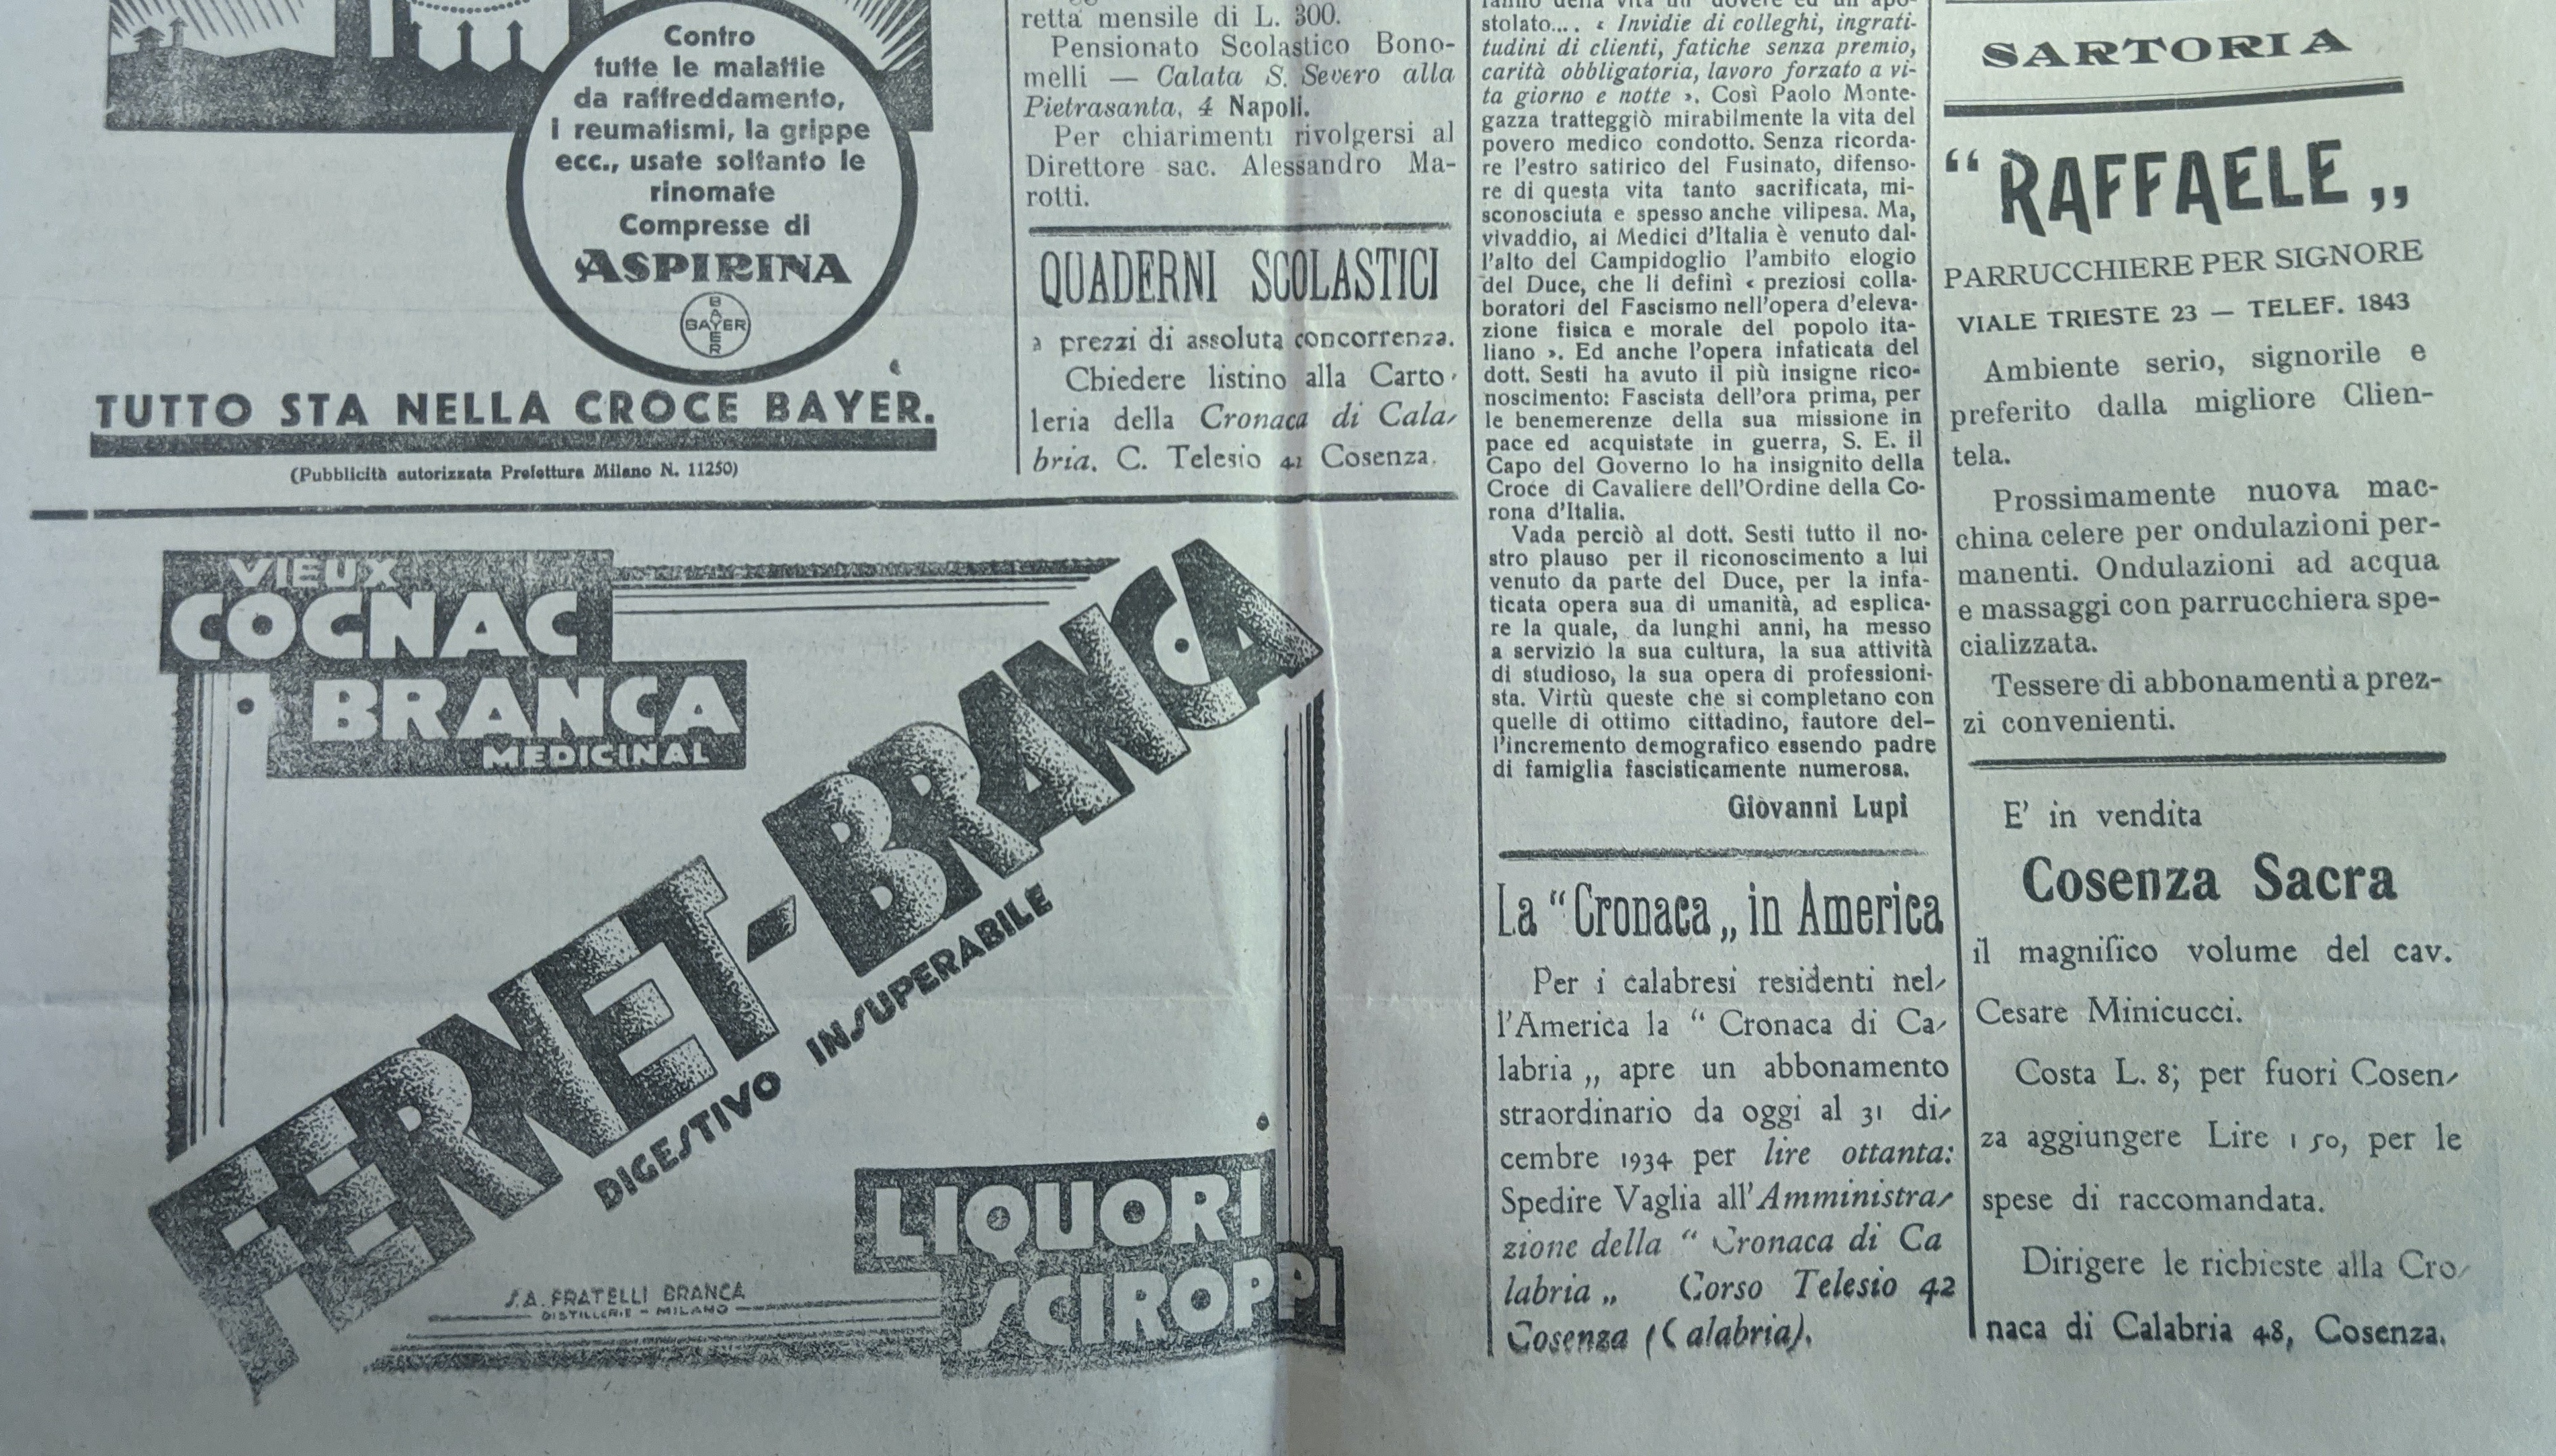 Contro
tutte le malattie
da raffreddamento,
i reumatismi, la grippe
ecc., usate soltanto le
rinomate
Compresse di
ASPIRINA
BAYER
BAYER
TUTTO STA NELLA CROCE BAYER.
(Pubblicità autorizzata Prefettura Milano N. 11250)
VIEUX
COGNAC
BRANCA
MEDICINAL
FERNET-BRANCA
DIGESTIVO INSUPERABILE
LIQUORI
SCIROPPI
S.A. FRATELLI BRANCA
DISTILLERIE - MILANO
retta mensile di L. 300.
Pensionato Scolastico Bono-
melli — Calata S. Severo alla
Pietrasanta, 4 Napoli.
Per chiarimenti rivolgersi al
Direttore sac. Alessandro Ma-
rotti.
QUADERNI SCOLASTICI
a prezzi di assoluta concorrenza.
Chiedere listino alla Carto-
leria della Cronaca di Cala-
bria. C. Telesio 42 Cosenza.
ranno della vita un dovere ed un apo-
stolato.... « Invidie di colleghi, ingrati-
tudini di clienti, fatiche senza premio,
carità obbligatoria, lavoro forzato a vi-
ta giorno e notte ». Così Paolo Monte-
gazza tratteggiò mirabilmente la vita del
povero medico condotto. Senza ricorda-
re l'estro satirico del Fusinato, difenso-
re di questa vita tanto sacrificata, mi-
sconosciuta e spesso anche vilipesa. Ma,
vivaddio, ai Medici d'Italia è venuto dal-
l'alto del Campidoglio l'ambito elogio
del Duce, che li definì « preziosi colla-
boratori del Fascismo nell'opera d'eleva-
zione fisica e morale del popolo ita-
liano ». Ed anche l'opera infaticata del
dott. Sesti ha avuto il più insigne rico-
noscimento: Fascista dell'ora prima, per
le benemerenze della sua missione in
pace ed acquistate in guerra, S. E. il
Capo del Governo lo ha insignito della
Croce di Cavaliere dell'Ordine della Co-
rona d'Italia.
Vada perciò al dott. Sesti tutto il no-
stro plauso per il riconoscimento a lui
venuto da parte del Duce, per la infa-
ticata opera sua di umanità, ad esplica-
re la quale, da lunghi anni, ha messo
a servizio la sua cultura, la sua attività
di studioso, la sua opera di professioni-
sta. Virtù queste che si completano con
quelle di ottimo cittadino, fautore del-
l'incremento demografico essendo padre
di famiglia fascisticamente numerosa.
Giovanni Lupi
La “Cronaca„ in America
Per i calabresi residenti nel-
l'America la “ Cronaca di Ca-
labria „ apre un abbonamento
straordinario da oggi al 31 di-
cembre 1934 per lire ottanta:
Spedire Vaglia all'Amministra-
zione della “ Cronaca di Ca
labria „ Corso Telesio 42
Cosenza (Calabria).
SARTORIA
“RAFFAELE„
PARRUCCHIERE PER SIGNORE
VIALE TRIESTE 23 — TELEF. 1843
Ambiente serio, signorile e
preferito dalla migliore Clien-
tela.
Prossimamente nuova mac-
china celere per ondulazioni per-
manenti. Ondulazioni ad acqua
e massaggi con parrucchiera spe-
cializzata.
Tessere di abbonamenti a prez-
zi convenienti.
E' in vendita
Cosenza Sacra
il magnifico volume del cav.
Cesare Minicucci.
Costa L. 8; per fuori Cosen-
za aggiungere Lire 1 50, per le
spese di raccomandata.
Dirigere le richieste alla Cro-
naca di Calabria 48, Cosenza.